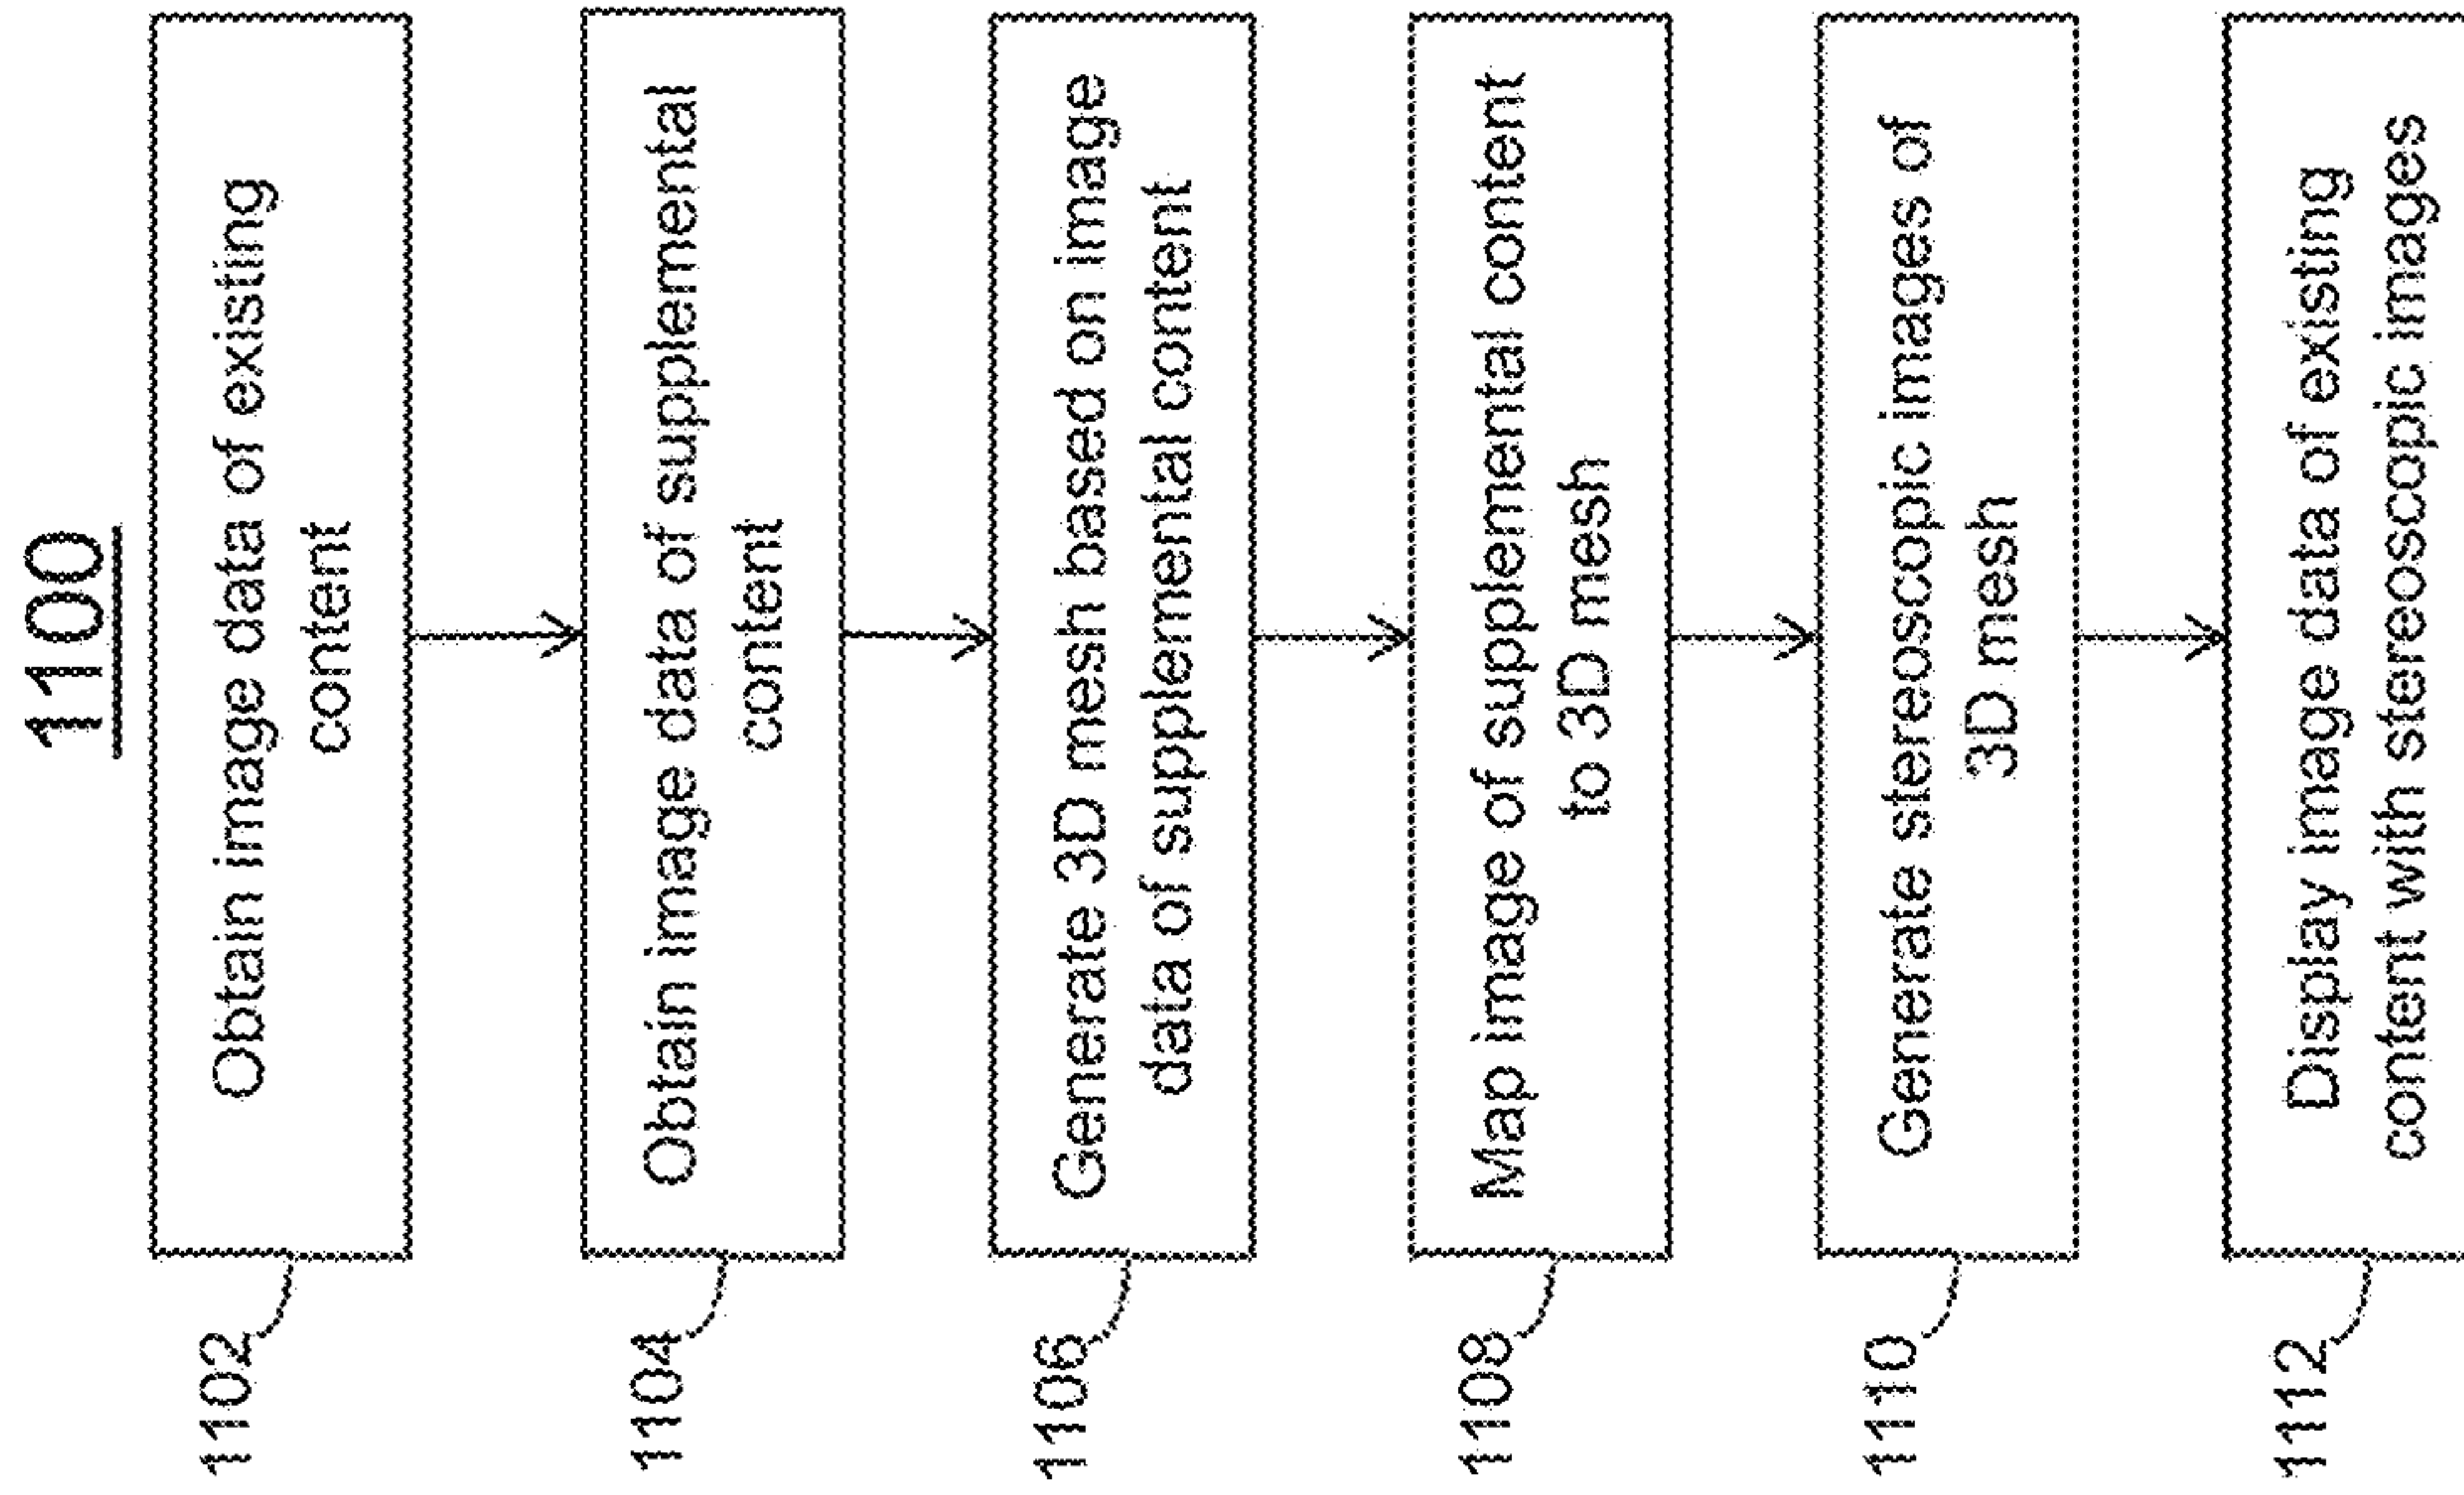 1100
1102
Obtain image data of existing
content
1104
Obtain image data of supplemental
content
1106
Generate 3D mesh based on image
data of supplemental content
1108
Map image of supplemental content
to 3D mesh
1110
Generate stereoscopic images of
3D mesh
1112
Display image data of existing
content with stereoscopic images